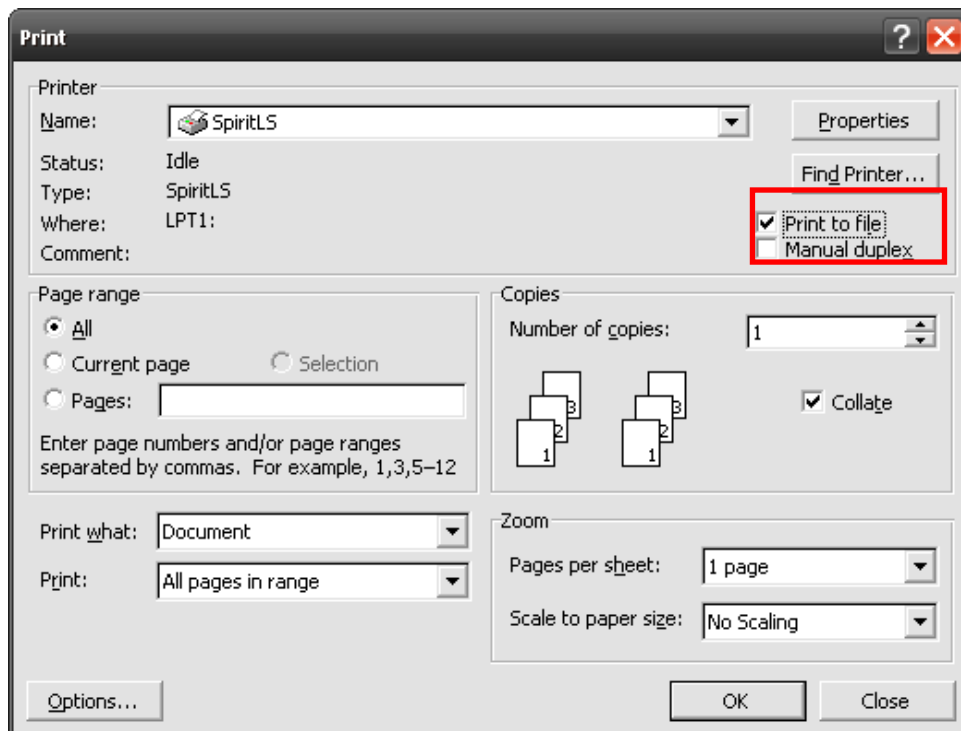 Print
Printer
Name: SpiritLS Properties
Status: Idle Find Printer...
Type: SpiritLS
Where: LPT1: Print to file
Comment: Manual duplex
Page range
All
Current page Selection
Pages:
Enter page numbers and/or page ranges
separated by commas. For example, 1,3,5–12
Copies
Number of copies: 1
3 3
2 2
1 1
Collate
Print what: Document
Print: All pages in range
Zoom
Pages per sheet: 1 page
Scale to paper size: No Scaling
Options... OK Close